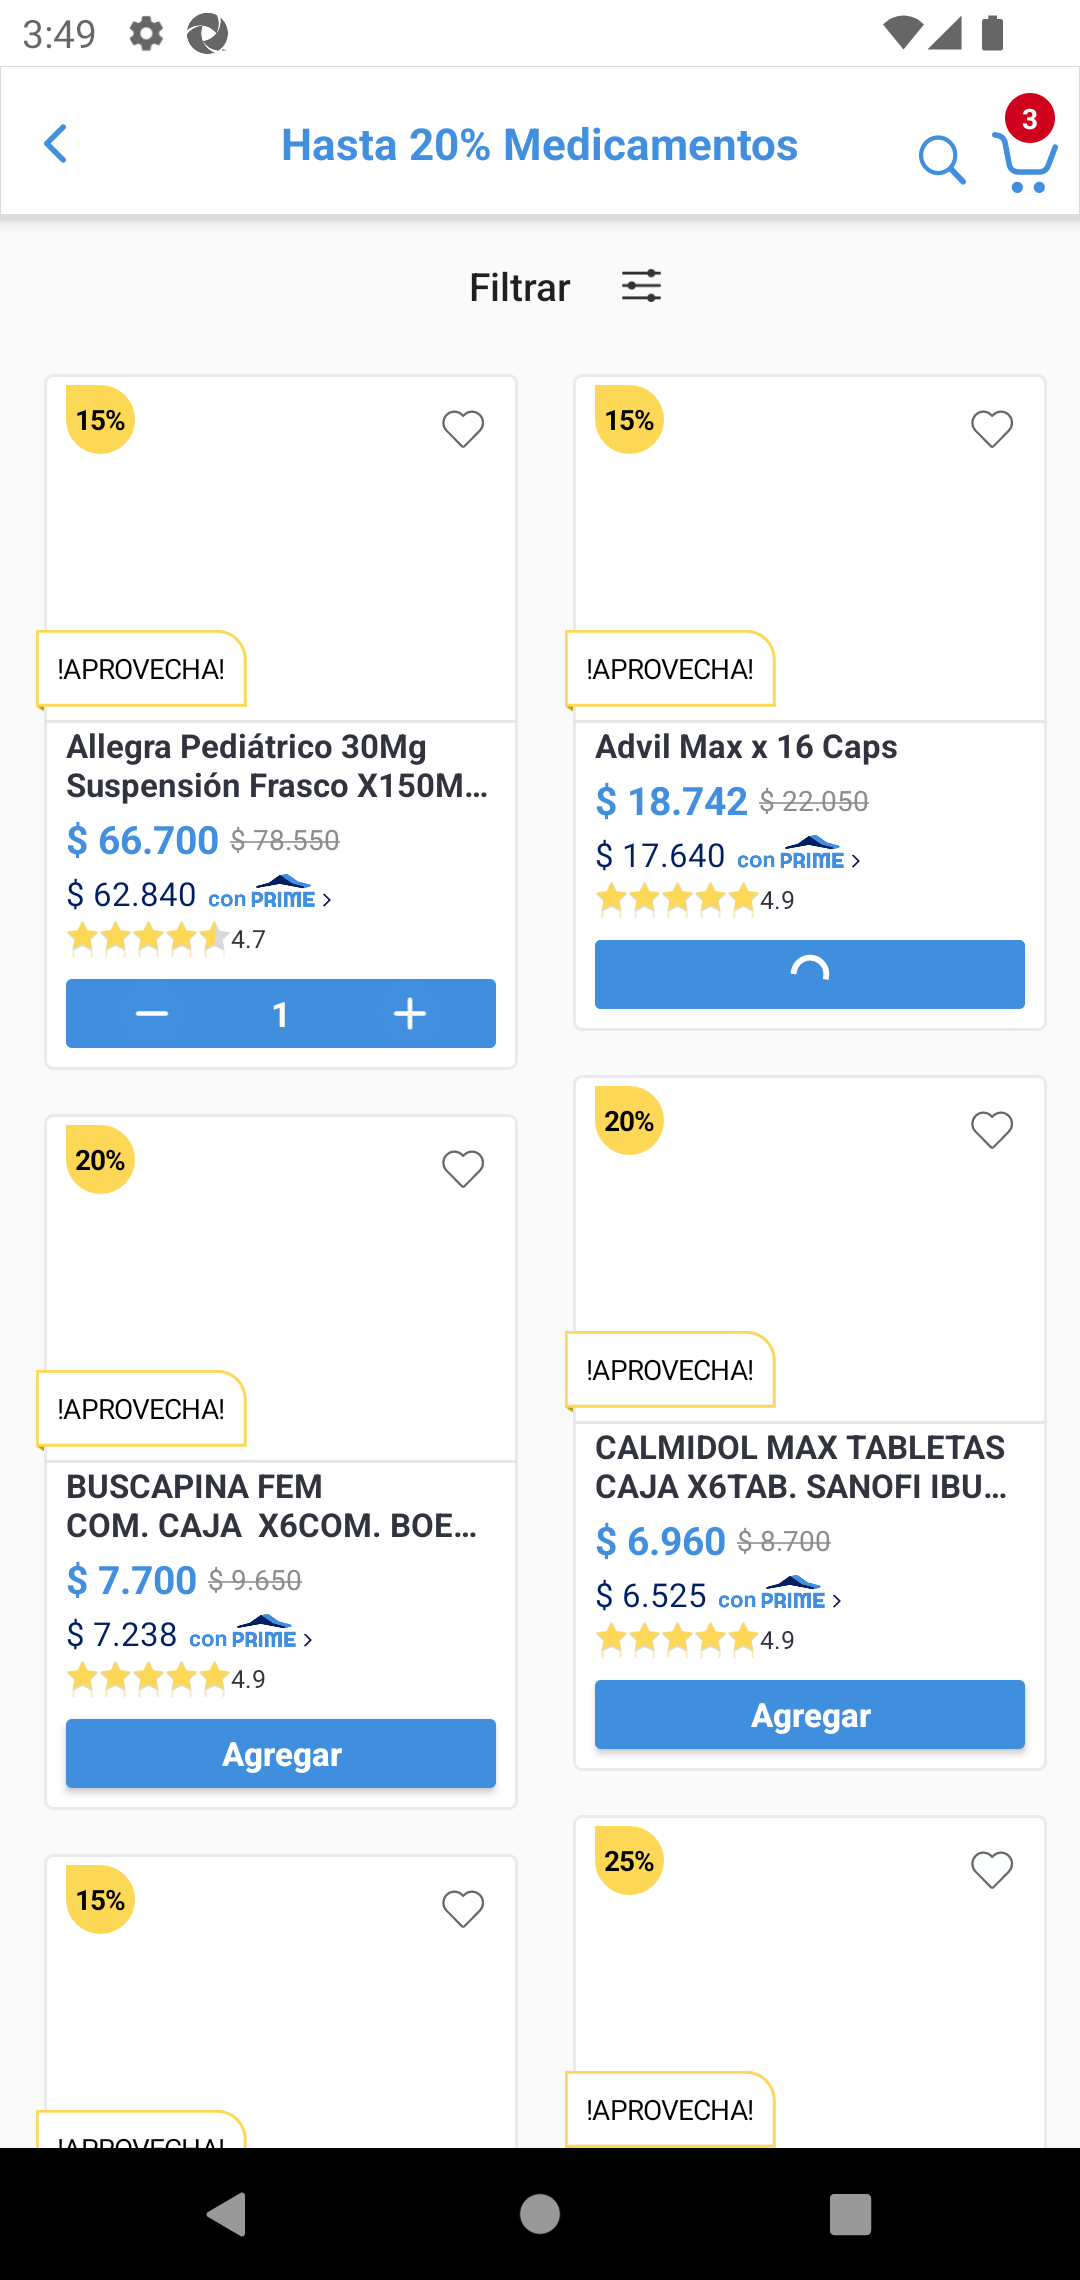 3:49
Hasta 20% Medicamentos
3
Filtrar
15%
!APROVECHA!
Allegra Pediátrico 30Mg
Suspensión Frasco X150M...
$ 66.700 $ 78.550
$ 62.840 con PRIME >
4.7
1
15%
!APROVECHA!
Advil Max x 16 Caps
$ 18.742 $ 22.050
$ 17.640 con PRIME >
4.9
20%
!APROVECHA!
BUSCAPINA FEM
COM. CAJA  X6COM. BOE...
$ 7.700 $ 9.650
$ 7.238 con PRIME >
4.9
Agregar
20%
!APROVECHA!
CALMIDOL MAX TABLETAS
CAJA X6TAB. SANOFI IBU...
$ 6.960 $ 8.700
$ 6.525 con PRIME >
4.9
Agregar
15%
!APROVECHA!
25%
!APROVECHA!